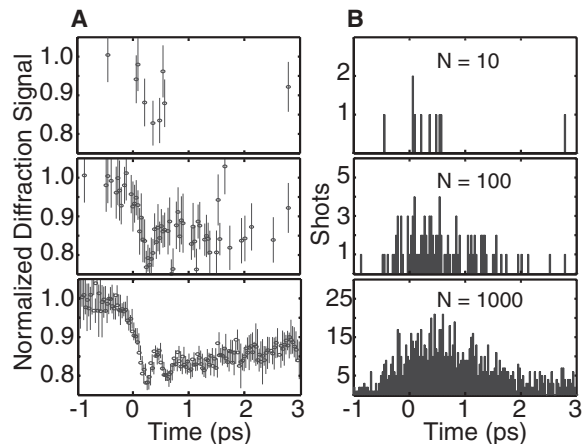 A
B
Normalized Diffraction Signal
1.0
0.9
0.8
1.0
0.9
0.8
1.0
0.9
0.8
-1 0 1 2 3
Time (ps)
Shots
N = 10
2
1
N = 100
5
3
1
N = 1000
25
15
5
-1 0 1 2 3
Time (ps)